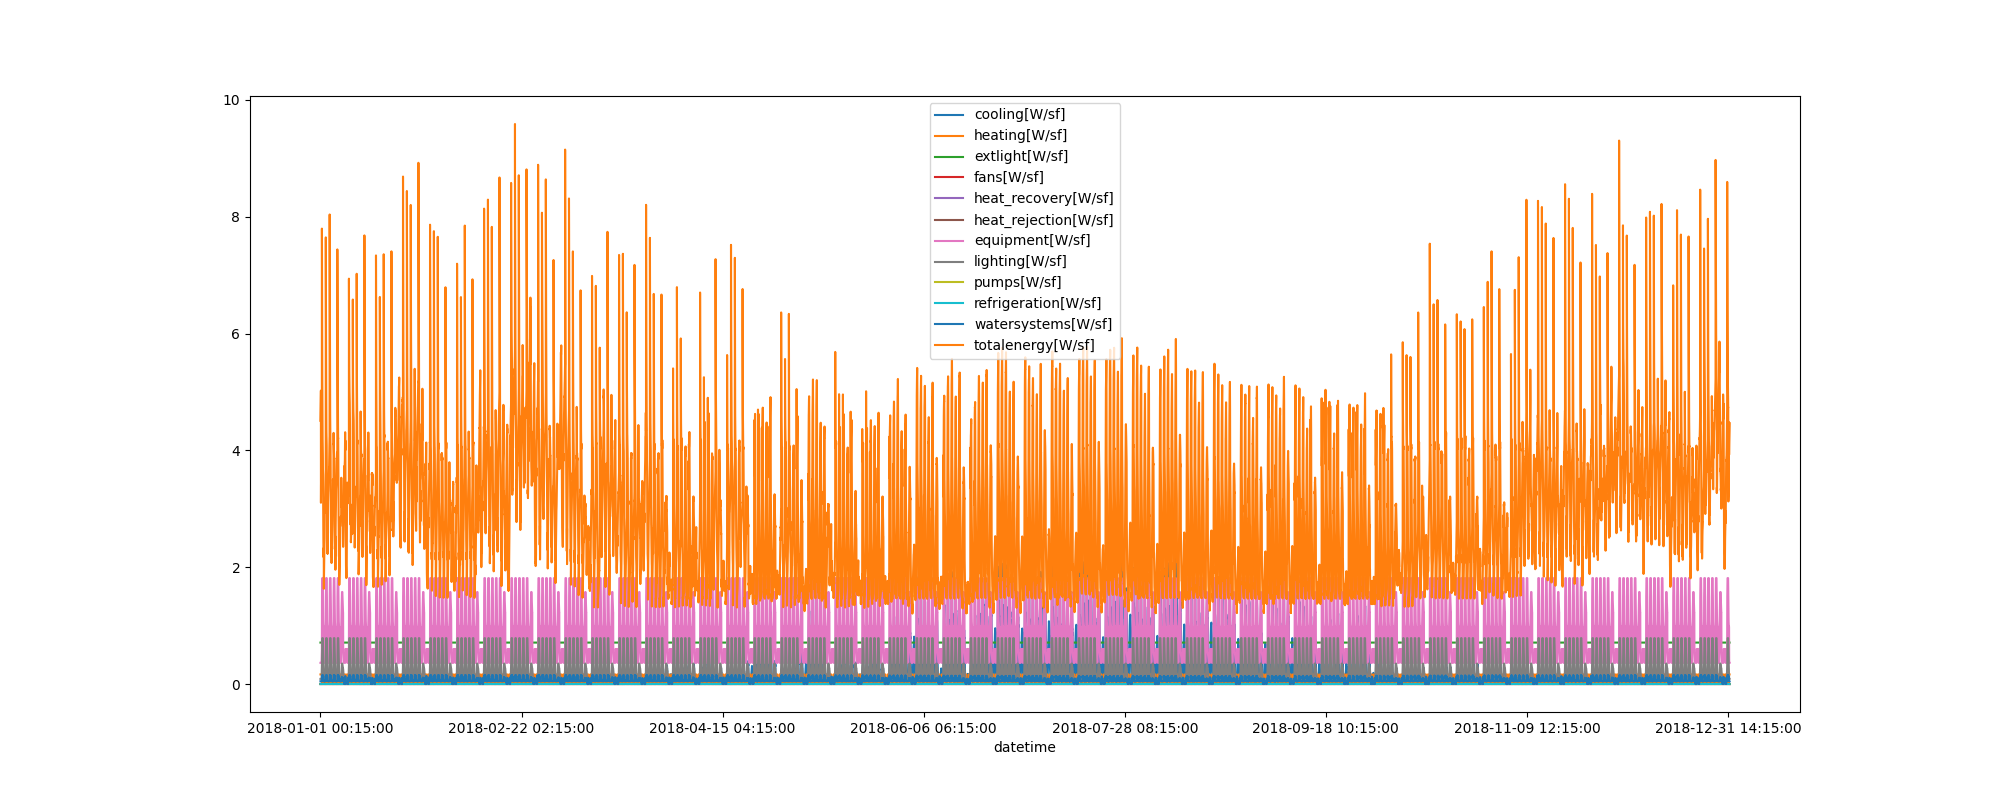 10
8
6
4
2
0
cooling[W/sf]
heating[W/sf]
extlight[W/sf]
fans[W/sf]
heat_recovery[W/sf]
heat_rejection[W/sf]
equipment[W/sf]
lighting[W/sf]
pumps[W/sf]
refrigeration[W/sf]
watersystems[W/sf]
totalenergy[W/sf]
2018-01-01 00:15:00 2018-02-22 02:15:00 2018-04-15 04:15:00 2018-06-06 06:15:00 2018-07-28 08:15:00 2018-09-18 10:15:00 2018-11-09 12:15:00 2018-12-31 14:15:00
datetime